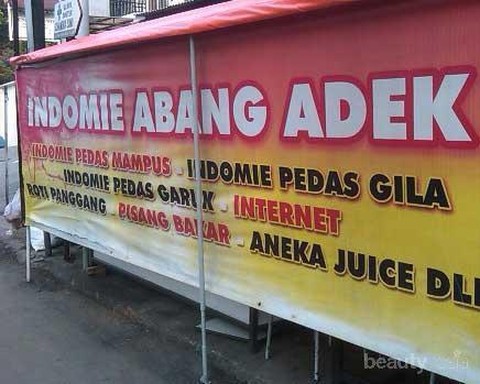 INDOMIE ABANG ADEK
INDOMIE PEDAS MAMPUS - INDOMIE PEDAS GILA
INDOMIE PEDAS GARUK - INTERNET
ROTI PANGGANG - PISANG BAKAR - ANEKA JUICE DLL
beauty